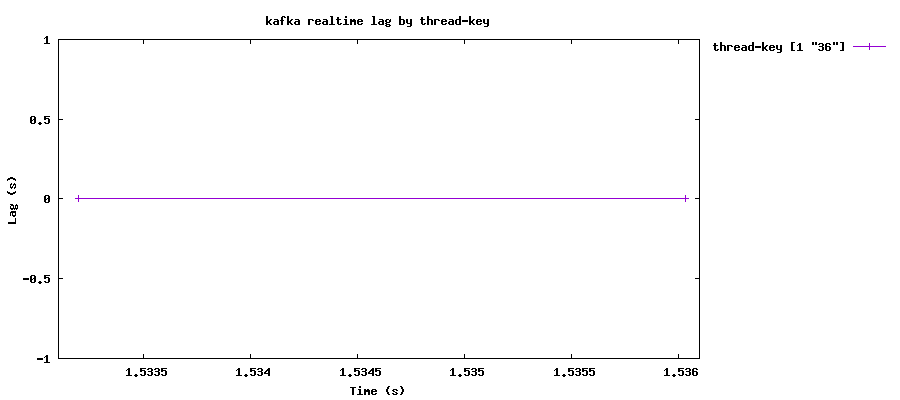 kafka realtime lag by thread-key
thread-key [1 "36"]
1
0.5
0
-0.5
-1
Lag (s)
1.5335 1.534 1.5345 1.535 1.5355 1.536
Time (s)